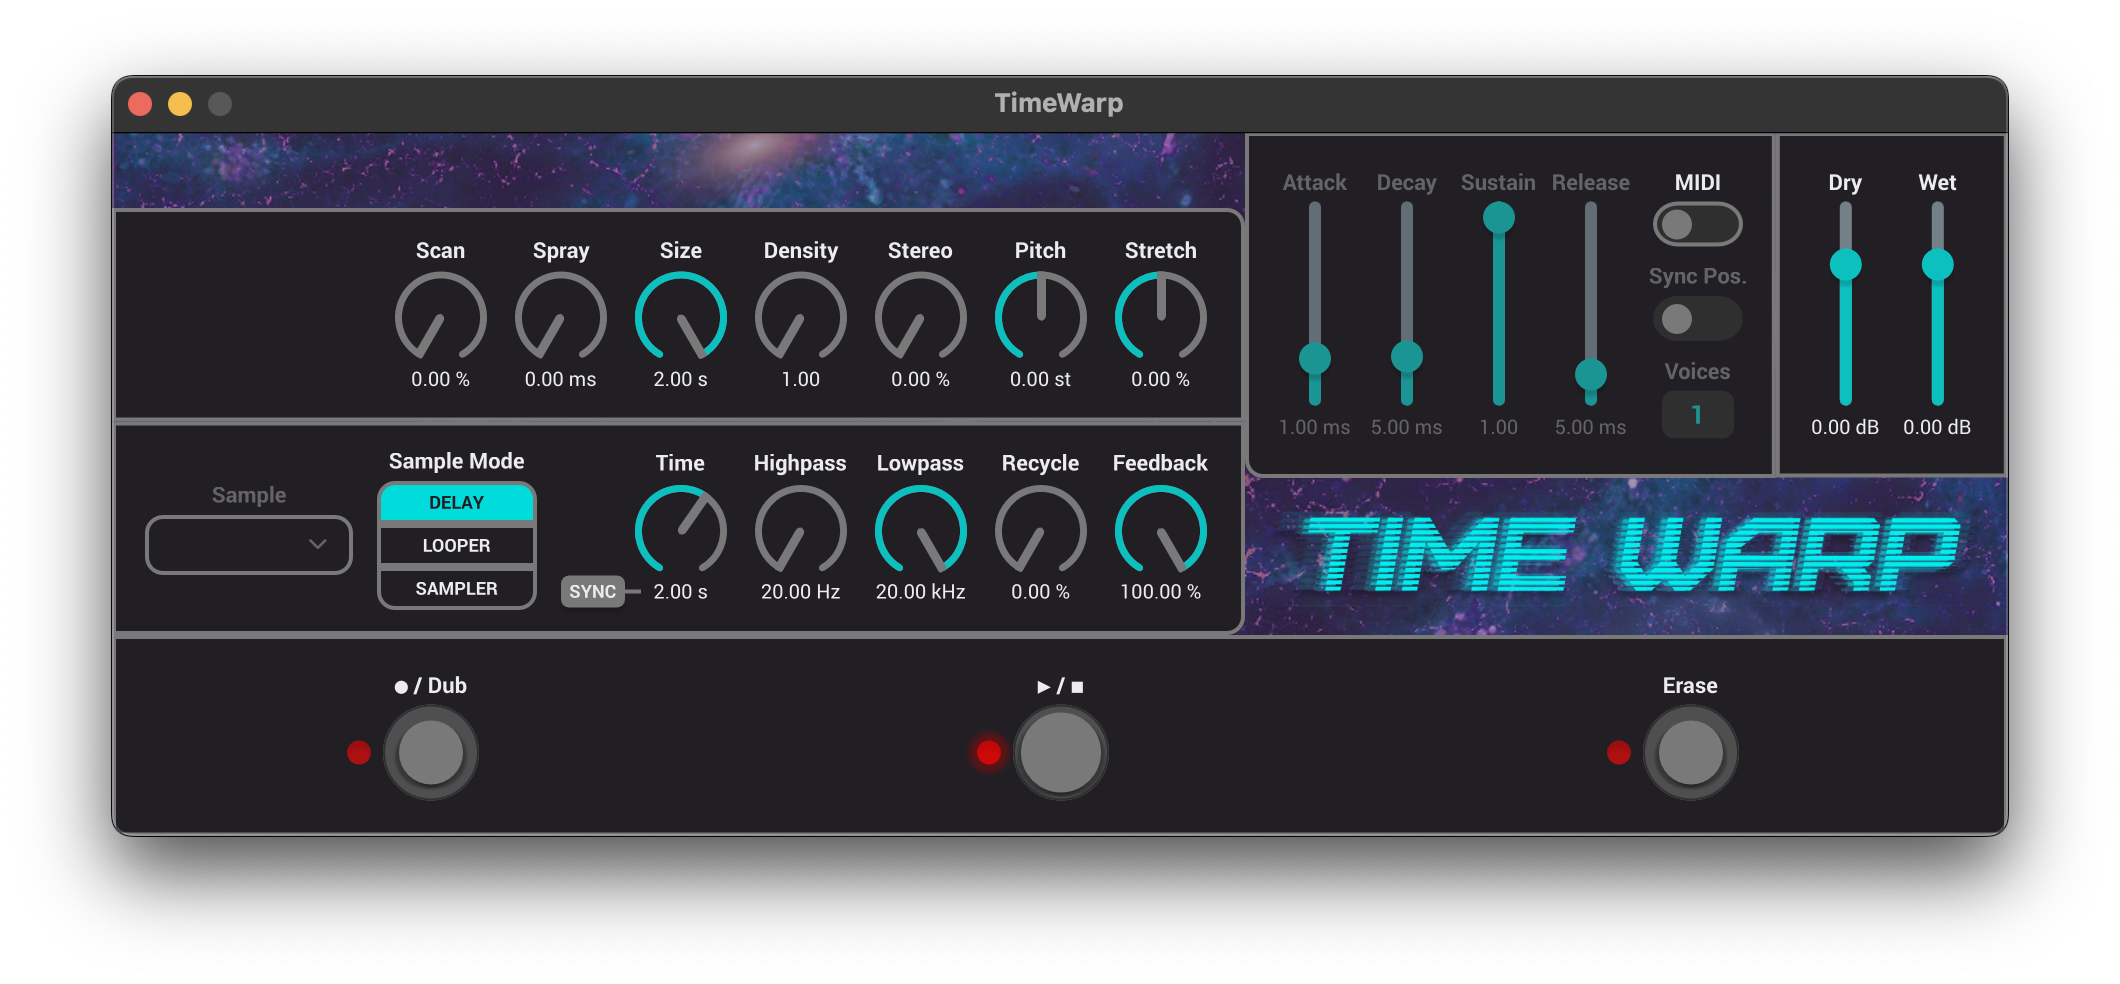 TimeWarp
Scan Spray Size Density Stereo Pitch Stretch
0.00 % 0.00 ms 2.00 s 1.00 0.00 % 0.00 st 0.00 %
Attack Decay Sustain Release MIDI
Sync Pos.
Voices
1
1.00 ms 5.00 ms 1.00 5.00 ms
Dry Wet
0.00 dB 0.00 dB
Sample
Sample Mode
DELAY
LOOPER
SAMPLER
Time Highpass Lowpass Recycle Feedback
SYNC 2.00 s 20.00 Hz 20.00 kHz 0.00 % 100.00 %
TIME WARP
● / Dub ▶ / ■ Erase